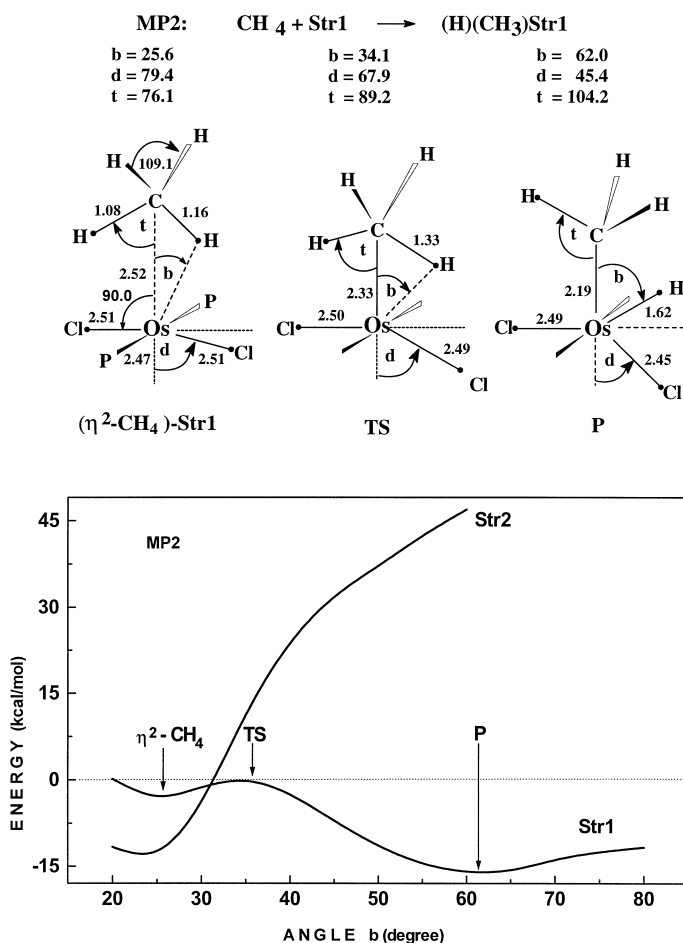 MP2: CH4 + Str1 → (H)(CH3)Str1
b = 25.6 b = 34.1 b = 62.0
d = 79.4 d = 67.9 d = 45.4
t = 76.1 t = 89.2 t = 104.2
H H
109.1
C
1.08 t 1.16
H H
2.52 b
90.0 P
2.51
Cl Os
P 2.47 d 2.51 Cl
(η²-CH4)-Str1
H H
C
H t 1.33
H
2.33 b
2.50
Cl Os
d 2.49
Cl
TS
H
H H
t C
b
2.19 H
2.49 1.62
Cl Os
d 2.45
Cl
P
45
30
15
0
-15
ENERGY (kcal/mol)
MP2
Str2
η²-CH4
TS
P
Str1
20 30 40 50 60 70 80
ANGLE b (degree)